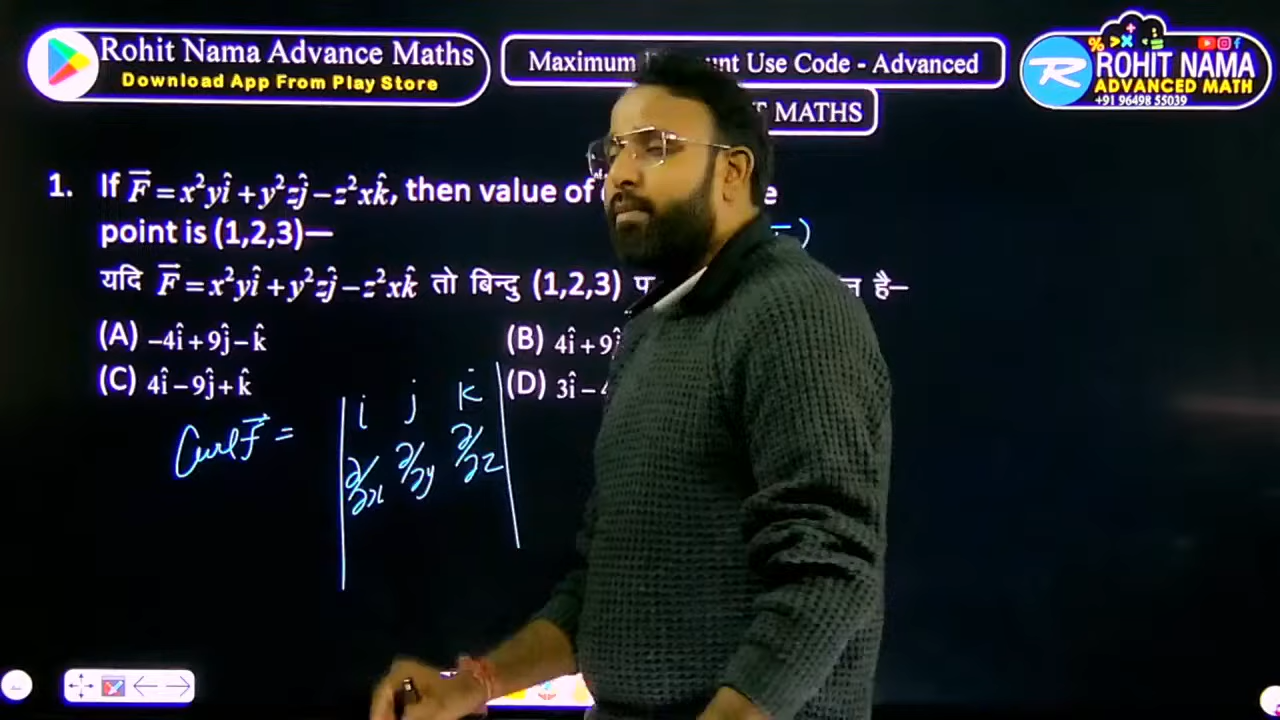 Rohit Nama Advance Maths
Download App From Play Store
Maximum Use Code - Advanced
MATHS
ROHIT NAMA
ADVANCED MATH
+91 96498 55039
1. If F⃗ = x²yî + y²zĵ − z²xk̂, then value of
point is (1,2,3)—
यदि F⃗ = x²yî + y²zĵ − z²xk̂ तो बिन्दु (1,2,3)
है–
(A) −4î + 9ĵ − k̂
(B) 4î + 9ĵ
(C) 4î − 9ĵ + k̂
(D) 3î −
Curl F⃗ =
i j k
∂/∂x ∂/∂y ∂/∂z